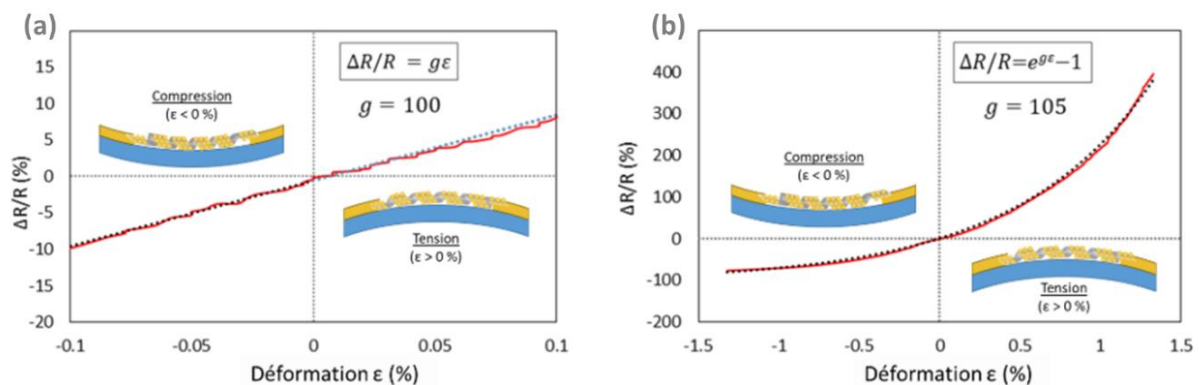 (a)
ΔR/R = gε
g = 100
Compression
(ε < 0 %)
Tension
(ε > 0 %)
ΔR/R (%)
15
10
5
0
-5
-10
-15
-20
-0.1
-0.05
0
0.05
0.1
Déformation ε (%)
(b)
ΔR/R=e^{gε}−1
g = 105
Compression
(ε < 0 %)
Tension
(ε > 0 %)
ΔR/R (%)
400
300
200
100
0
-100
-200
-1.5
-1
-0.5
0
0.5
1
1.5
Déformation ε (%)